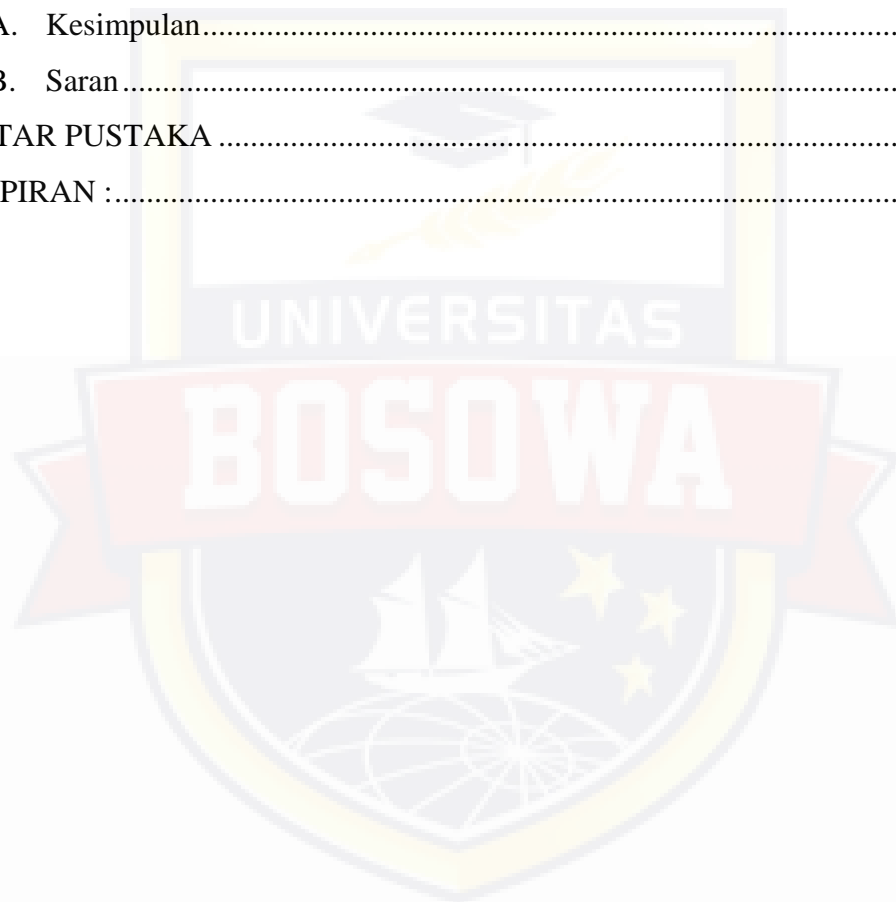 A. Kesimpulan
B. Saran
TAR PUSTAKA
PIRAN :
UNIVERSITAS
BOSOWA